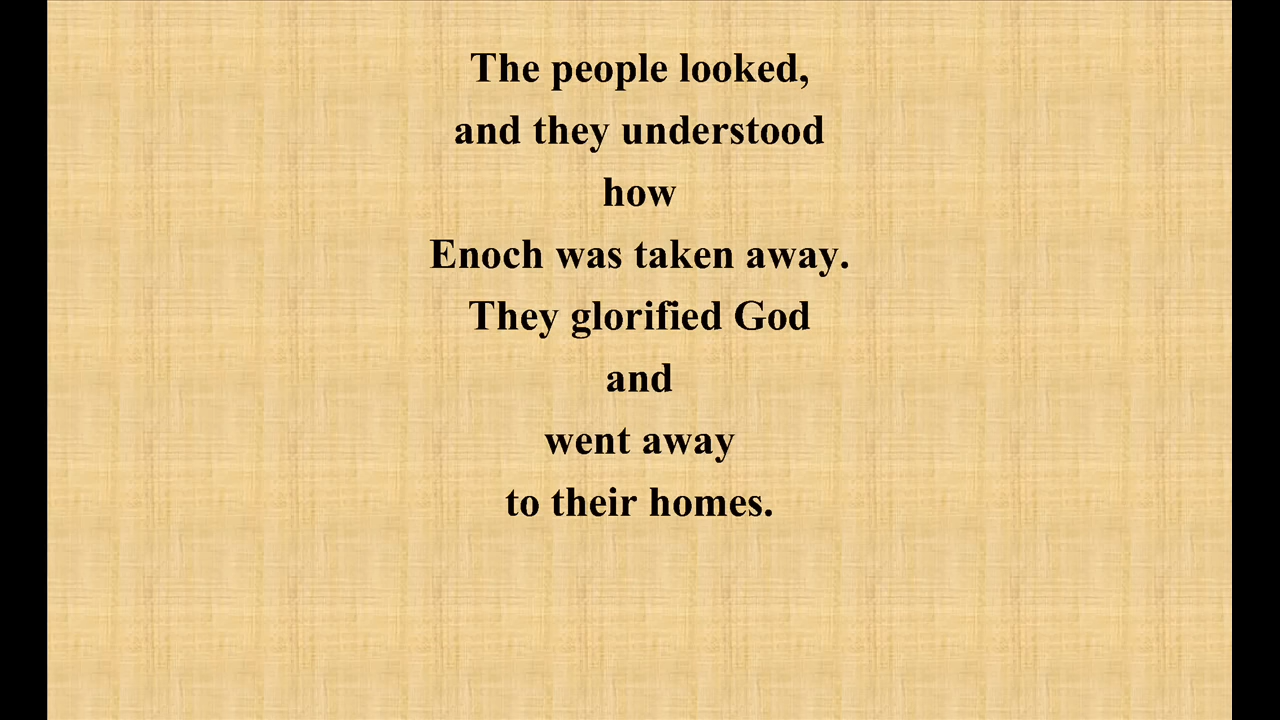 The people looked,
and they understood
how
Enoch was taken away.
They glorified God
and
went away
to their homes.